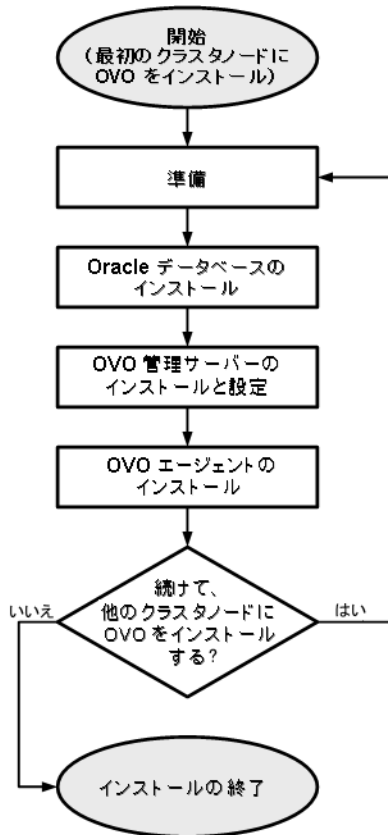 開始
（最初のクラスタノードに
OVO をインストール）
準備
Oracle データベースの
インストール
OVO 管理サーバーの
インストールと設定
OVO エージェントの
インストール
続けて、
他のクラスタノードに
OVO をインストール
する?
いいえ
はい
インストールの終了